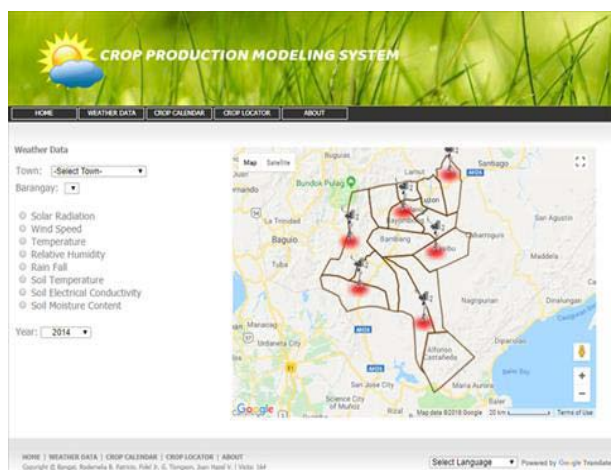 CROP PRODUCTION MODELING SYSTEM
HOME
WEATHER DATA
CROP CALENDAR
CROP LOCATOR
ABOUT
Weather Data
Town: -Select Town-
Barangay:
Solar Radiation
Wind Speed
Temperature
Relative Humidity
Rain Fall
Soil Temperature
Soil Electrical Conductivity
Soil Moisture Content
Year: 2014
Map
Satellite
Santiago
Lamut
Bundok Pulag
La Trinidad
Baguio
Bambang
San Agustin
Tuba
Maddela
Nagtipunan
Dinalungan
Urdaneta City
Dipaculao
Alfonso
Castañeda
San Jose City
Maria Aurora
Baler
Science City
of Muñoz
Rizal
Google
Map data ©2018 Google
20 km
Terms of Use
HOME | WEATHER DATA | CROP CALENDAR | CROP LOCATOR | ABOUT
Select Language
Powered by Google Translate